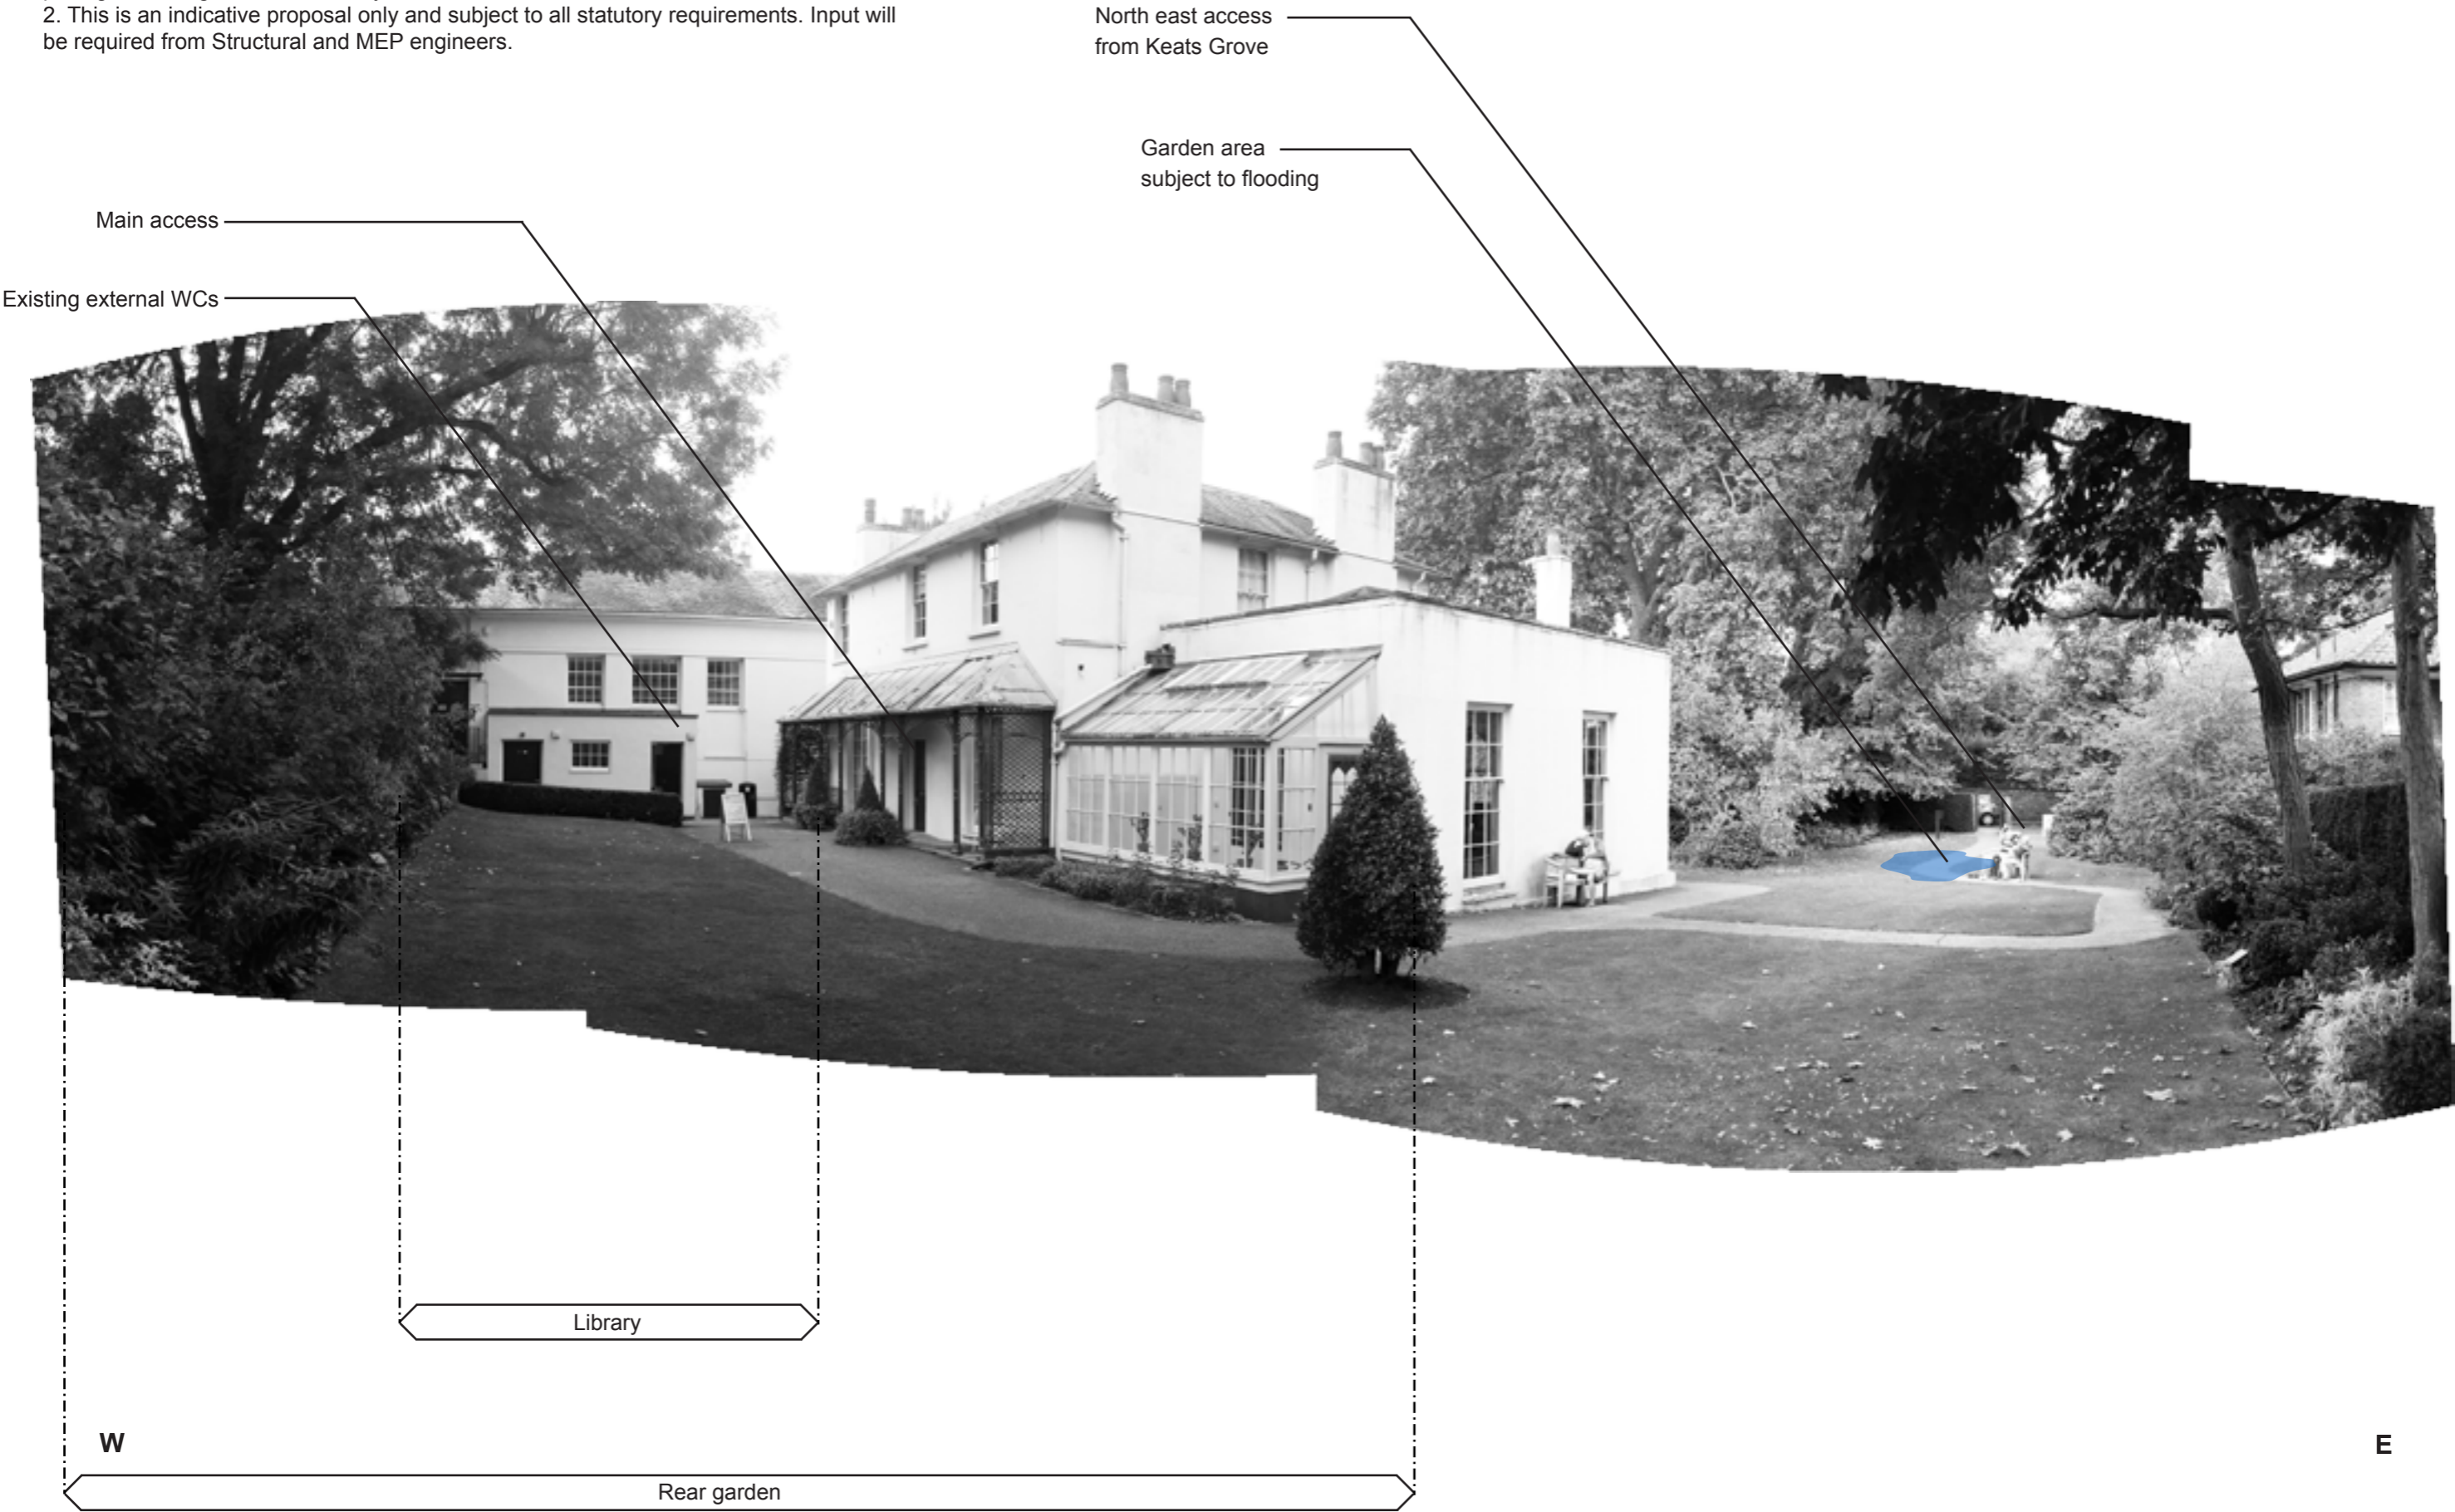 2. This is an indicative proposal only and subject to all statutory requirements. Input will
be required from Structural and MEP engineers.
North east access
from Keats Grove
Garden area
subject to flooding
Main access
Existing external WCs
Library
W
E
Rear garden